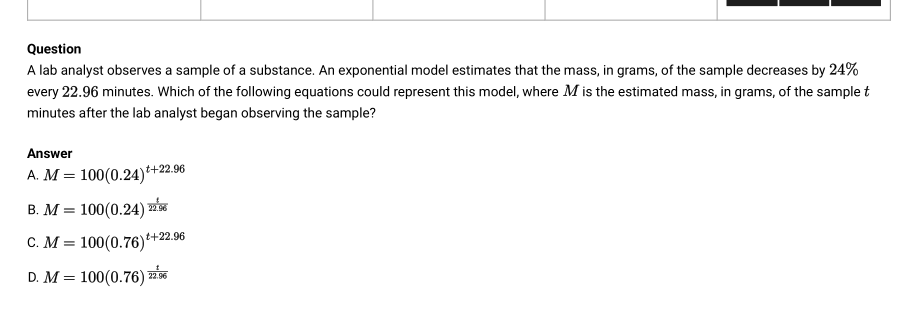 Question
A lab analyst observes a sample of a substance. An exponential model estimates that the mass, in grams, of the sample decreases by 24%
every 22.96 minutes. Which of the following equations could represent this model, where M is the estimated mass, in grams, of the sample t
minutes after the lab analyst began observing the sample?
Answer
A. M = 100(0.24)^{t+22.96}
B. M = 100(0.24)^{\frac{t}{22.96}}
C. M = 100(0.76)^{t+22.96}
D. M = 100(0.76)^{\frac{t}{22.96}}